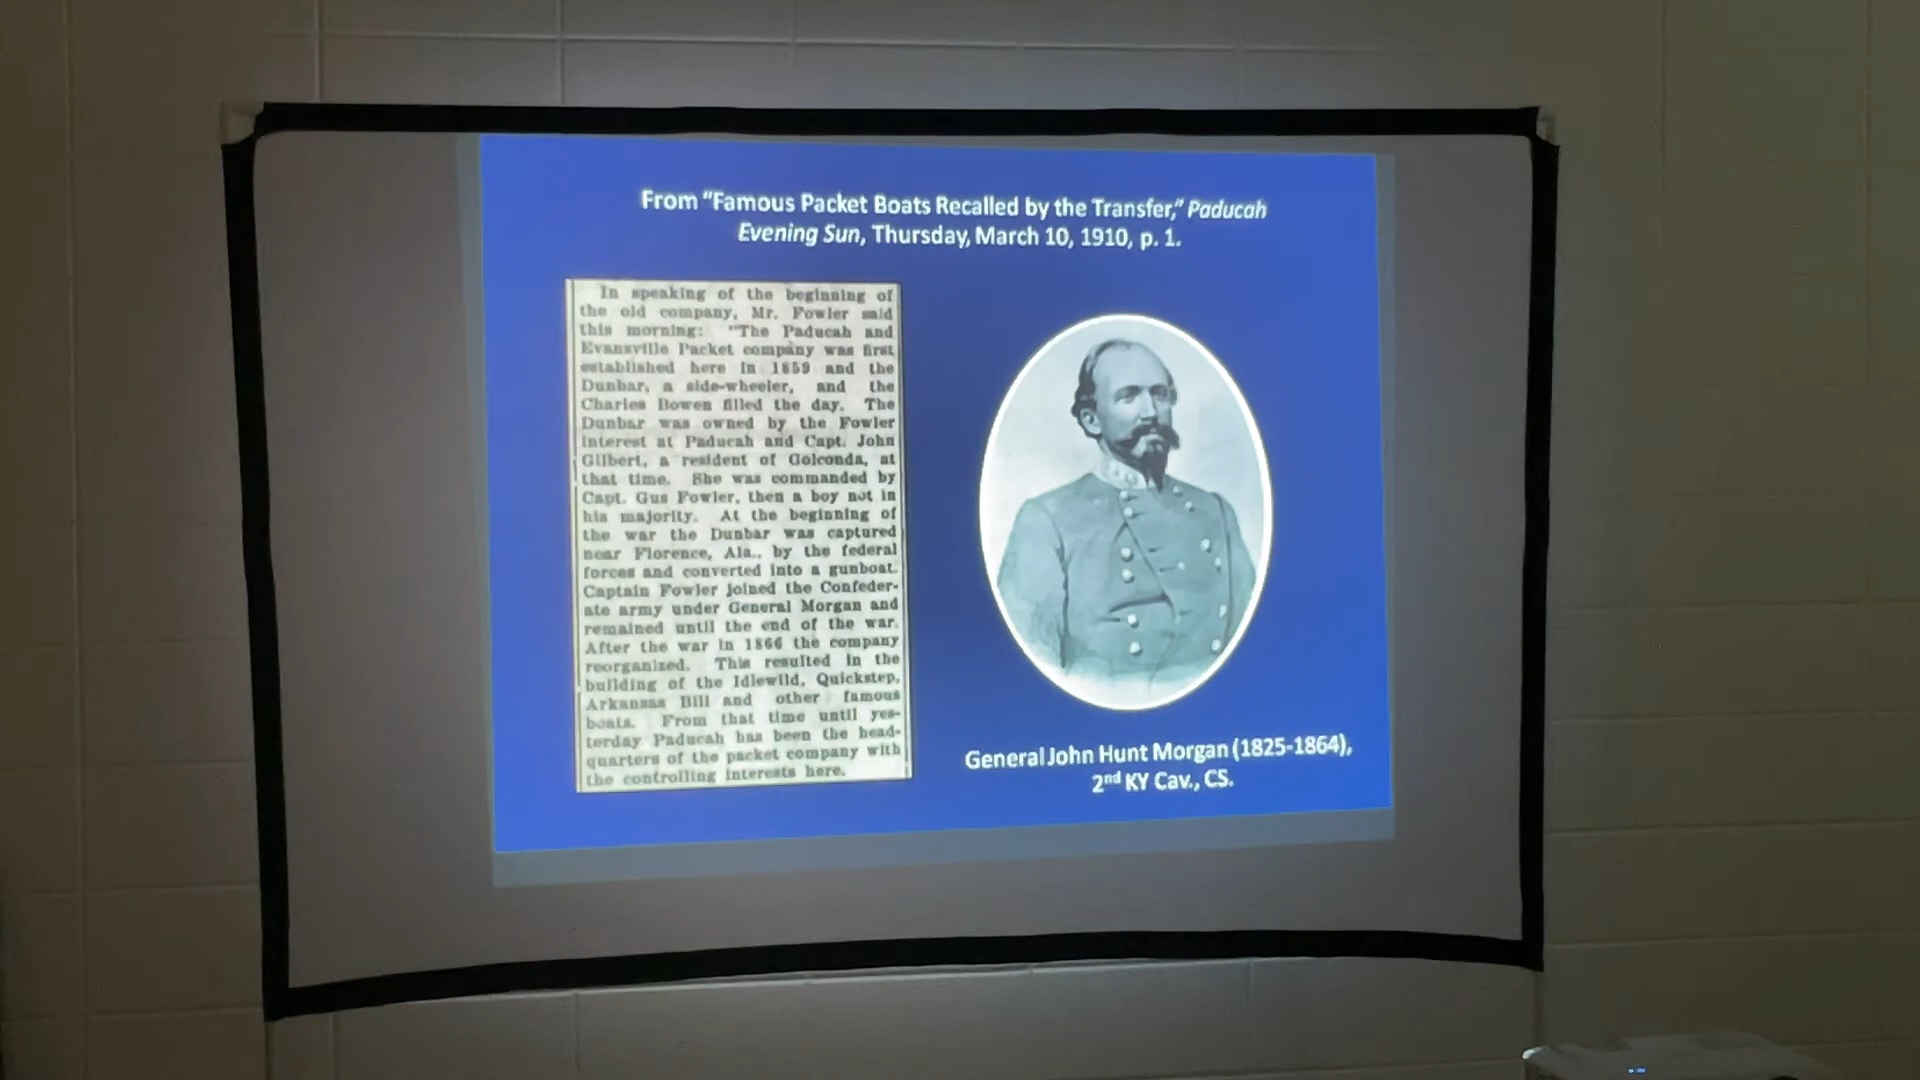 From "Famous Packet Boats Recalled by the Transfer," Paducah
Evening Sun, Thursday, March 10, 1910, p. 1.
In speaking of the beginning of
the old company, Mr. Fowler said
this morning: "The Paducah and
Evansville Packet company was first
established here in 1859 and the
Dunbar, a side-wheeler, and the
Charles Bowen filled the day. The
Dunbar was owned by the Fowler
interest at Paducah and Capt. John
Gilbert, a resident of Golconda, at
that time. She was commanded by
Capt. Gus Fowler, then a boy not in
his majority. At the beginning of
the war the Dunbar was captured
near Florence, Ala., by the federal
forces and converted into a gunboat.
Captain Fowler joined the Confeder-
ate army under General Morgan and
remained until the end of the war.
After the war in 1866 the company
reorganized. This resulted in the
building of the Idlewild, Quickstep,
Arkansas Bill and other famous
boats. From that time until yes-
terday Paducah has been the head-
quarters of the packet company with
the controlling interests here.
General John Hunt Morgan (1825-1864),
2nd KY Cav., CS.